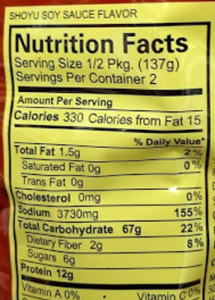 SHOYU SOY SAUCE FLAVOR
Nutrition Facts
Serving Size 1/2 Pkg. (137g)
Servings Per Container 2
Amount Per Serving
Calories 330 Calories from Fat 15
% Daily Value*
Total Fat 1.5g 2%
Saturated Fat 0g 0%
Trans Fat 0g
Cholesterol 0mg 0%
Sodium 3730mg 155%
Total Carbohydrate 67g 22%
Dietary Fiber 2g 8%
Sugars 6g
Protein 12g
Vitamin A 0% • Vitamin C 0%